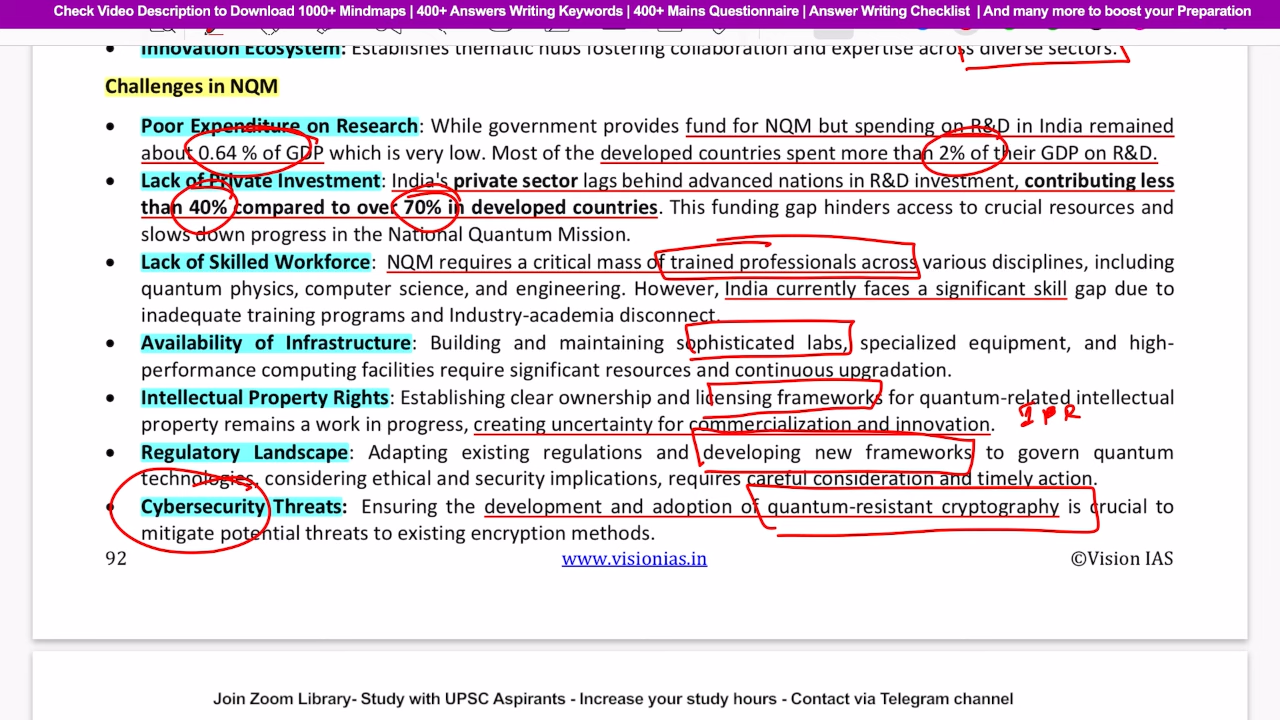 Check Video Description to Download 1000+ Mindmaps | 400+ Answers Writing Keywords | 400+ Mains Questionnaire | Answer Writing Checklist | And many more to boost your Preparation
• Innovation Ecosystem: Establishes thematic hubs fostering collaboration and expertise across diverse sectors.
Challenges in NQM
• Poor Expenditure on Research: While government provides fund for NQM but spending on R&D in India remained
about 0.64 % of GDP which is very low. Most of the developed countries spent more than 2% of their GDP on R&D.
• Lack of Private Investment: India's private sector lags behind advanced nations in R&D investment, contributing less
than 40% compared to over 70% in developed countries. This funding gap hinders access to crucial resources and
slows down progress in the National Quantum Mission.
• Lack of Skilled Workforce: NQM requires a critical mass of trained professionals across various disciplines, including
quantum physics, computer science, and engineering. However, India currently faces a significant skill gap due to
inadequate training programs and Industry-academia disconnect.
• Availability of Infrastructure: Building and maintaining sophisticated labs, specialized equipment, and high-
performance computing facilities require significant resources and continuous upgradation.
• Intellectual Property Rights: Establishing clear ownership and licensing frameworks for quantum-related intellectual
property remains a work in progress, creating uncertainty for commercialization and innovation.
IPR
• Regulatory Landscape: Adapting existing regulations and developing new frameworks to govern quantum
technologies, considering ethical and security implications, requires careful consideration and timely action.
• Cybersecurity Threats: Ensuring the development and adoption of quantum-resistant cryptography is crucial to
mitigate potential threats to existing encryption methods.
92 www.visionias.in ©Vision IAS
Join Zoom Library- Study with UPSC Aspirants - Increase your study hours - Contact via Telegram channel